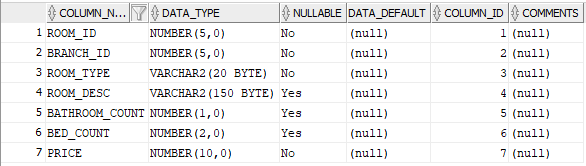 COLUMN_N... DATA_TYPE NULLABLE DATA_DEFAULT COLUMN_ID COMMENTS
1 ROOM_ID NUMBER(5,0) No (null) 1 (null)
2 BRANCH_ID NUMBER(5,0) No (null) 2 (null)
3 ROOM_TYPE VARCHAR2(20 BYTE) No (null) 3 (null)
4 ROOM_DESC VARCHAR2(150 BYTE) Yes (null) 4 (null)
5 BATHROOM_COUNT NUMBER(1,0) Yes (null) 5 (null)
6 BED_COUNT NUMBER(2,0) Yes (null) 6 (null)
7 PRICE NUMBER(10,0) No (null) 7 (null)